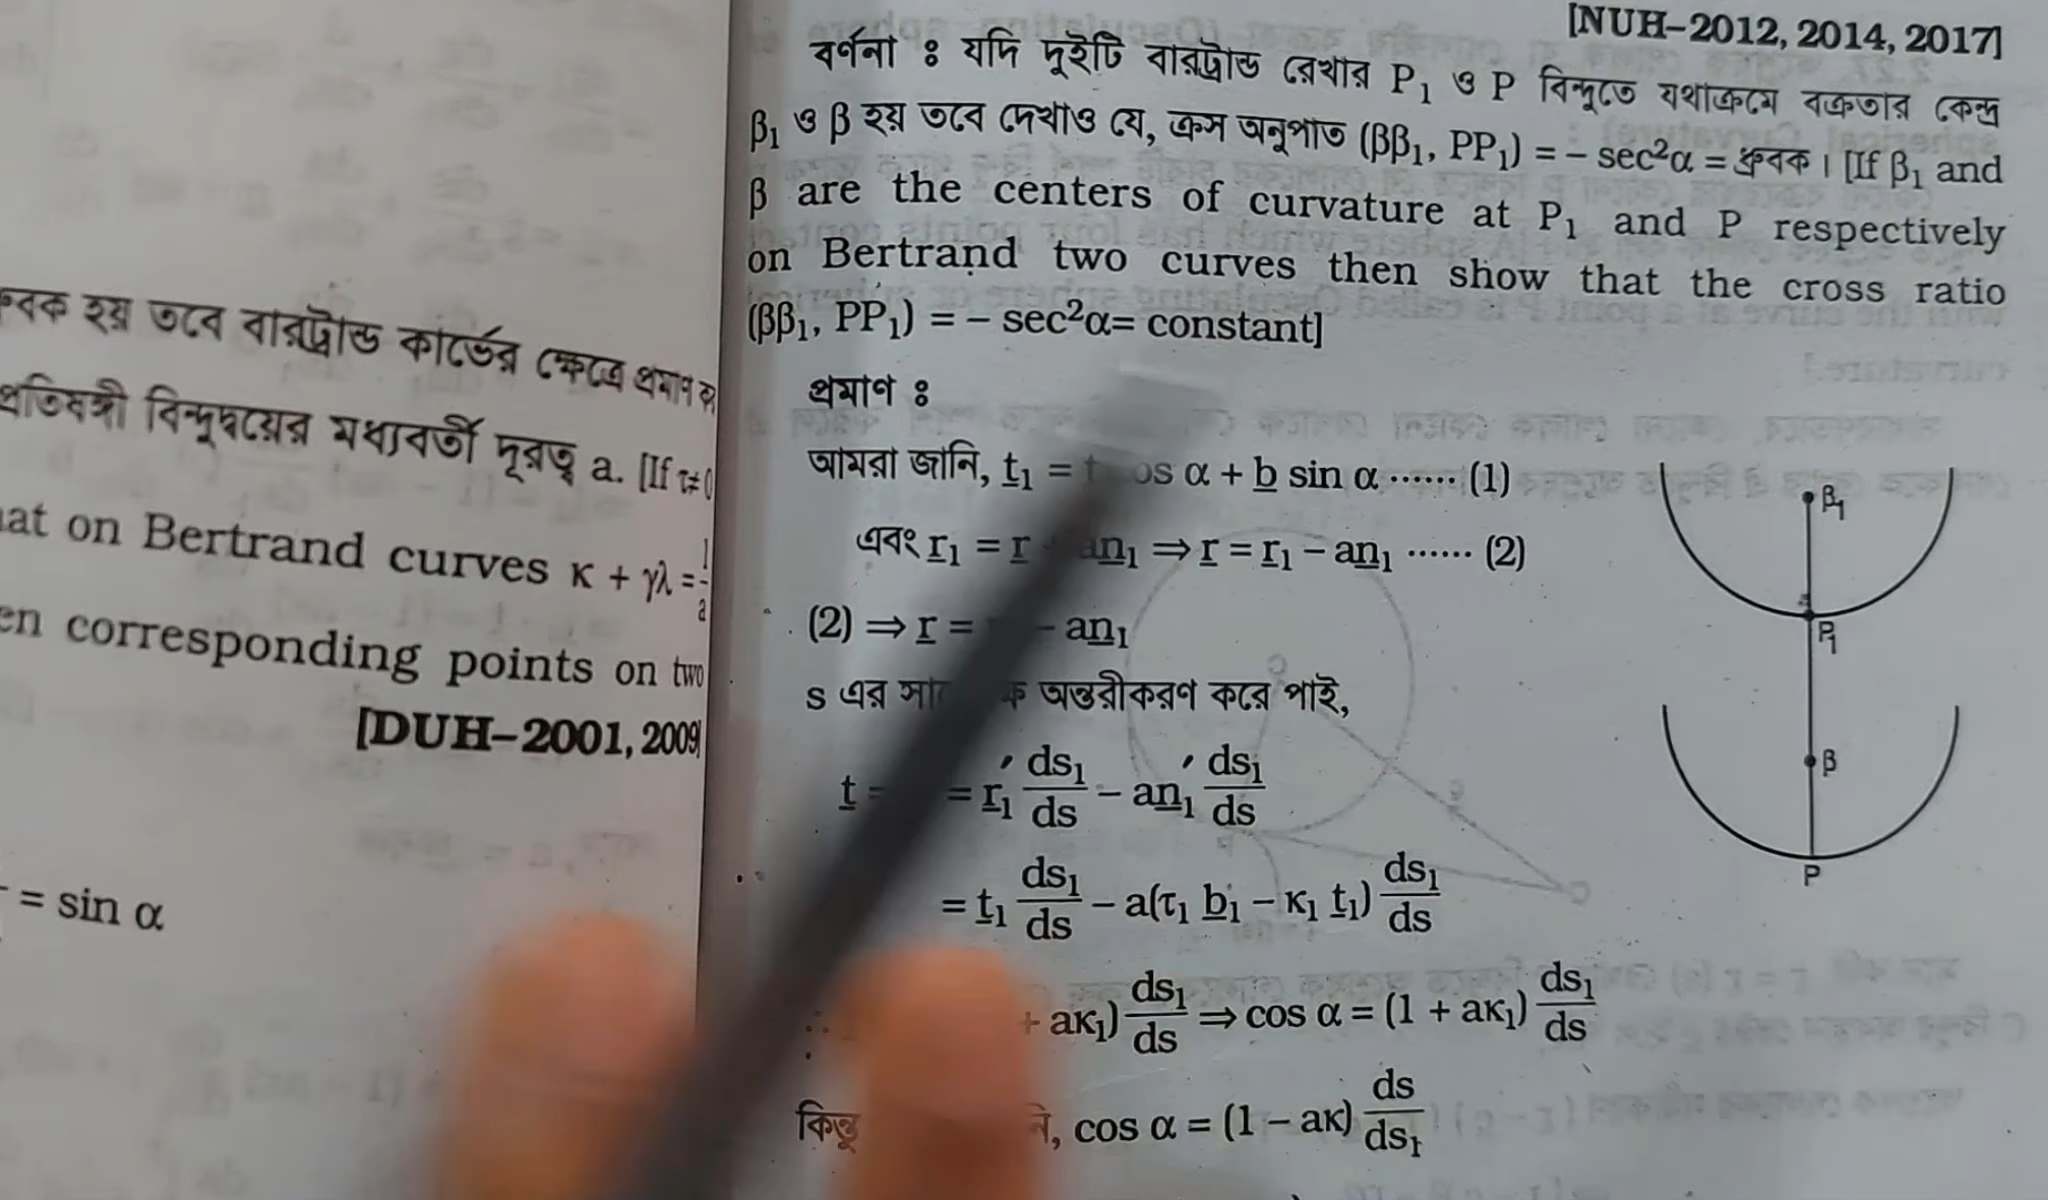 বক হয় তবে বারট্রান্ড কার্ভের ক্ষেত্রে প্রমাণ
প্রতিষঙ্গী বিন্দুদ্বয়ের মধ্যবর্তী দূরত্ব a. [If τ≠0
at on Bertrand curves κ + γλ = 1/a
en corresponding points on two
[DUH–2001, 2009]
= sin α
[NUH–2012, 2014, 2017]
বর্ণনা ঃ যদি দুইটি বারট্রান্ড রেখার P₁ ও P বিন্দুতে যথাক্রমে বক্রতার কেন্দ্র
β₁ ও β হয় তবে দেখাও যে, ক্রস অনুপাত (ββ₁, PP₁) = – sec²α = ধ্রুবক। [If β₁ and
β are the centers of curvature at P₁ and P respectively
on Bertrand two curves then show that the cross ratio
(ββ₁, PP₁) = – sec²α= constant]
প্রমাণ ঃ
আমরা জানি, t₁ = os α + b sin α ...... (1)
এবং r₁ = r an₁ ⇒ r = r₁ – an₁ ...... (2)
(2) ⇒ r = – an₁
s এর অন্তরীকরণ করে পাই,
t = = r₁′ ds₁/ds – an₁′ ds₁/ds
= t₁ ds₁/ds – a(τ₁ b₁ – κ₁ t₁) ds₁/ds
+ aκ₁) ds₁/ds ⇒ cos α = (1 + aκ₁) ds₁/ds
কিন্তু , cos α = (1 – aκ) ds/ds₁
β₁
P₁
β
P